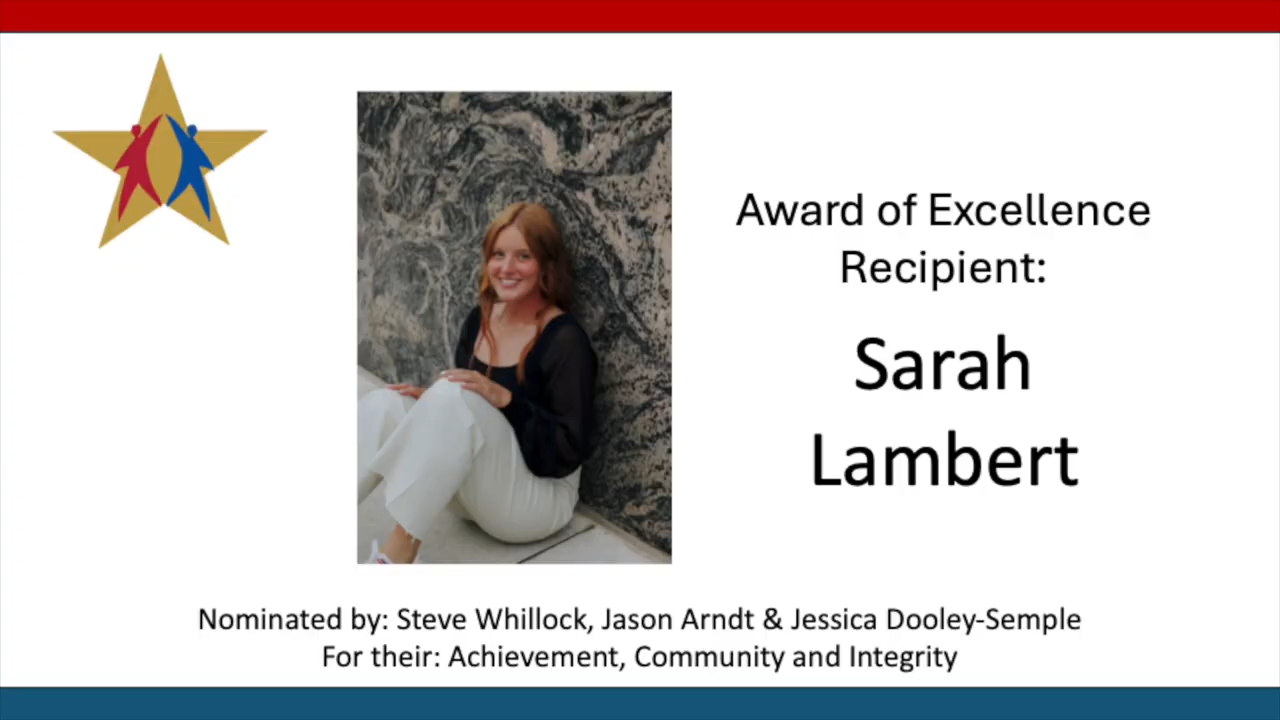 Award of Excellence
Recipient:
Sarah
Lambert
Nominated by: Steve Whillock, Jason Arndt & Jessica Dooley-Semple
For their: Achievement, Community and Integrity